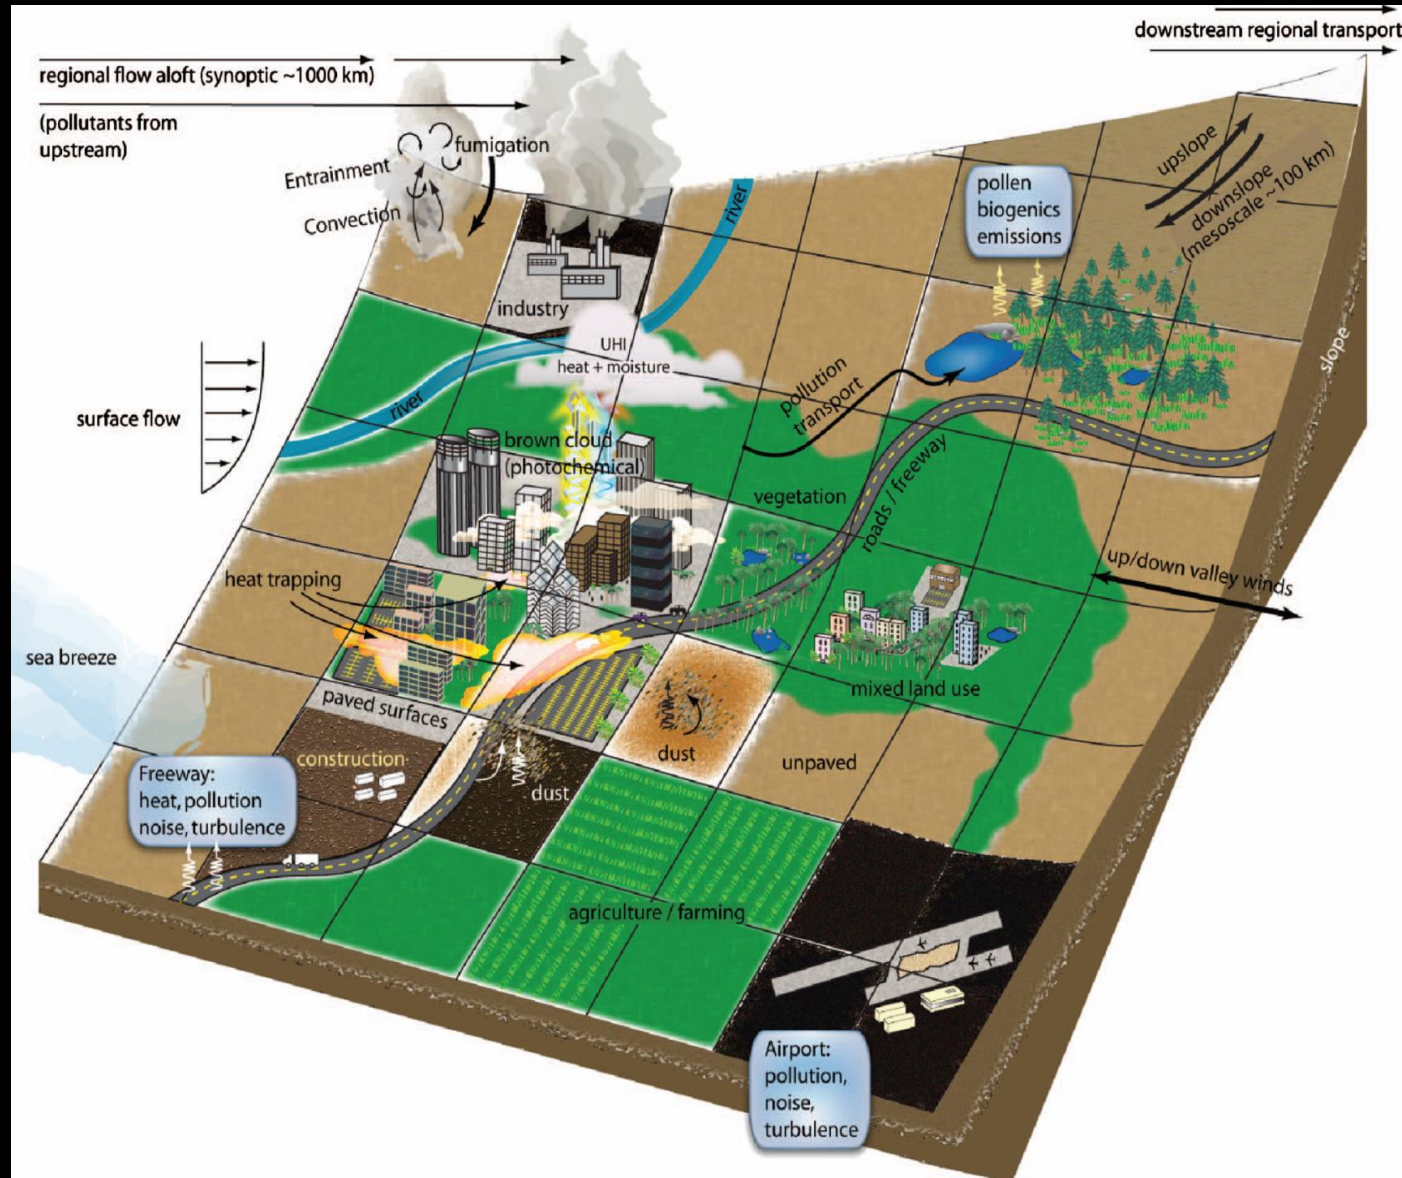 downstream regional transport
regional flow aloft (synoptic ~1000 km)
(pollutants from
upstream)
fumigation
Entrainment
Convection
upslope
downslope
(mesoscale ~100 km)
pollen
biogenics
emissions
river
industry
UHI
heat + moisture
slope
surface flow
river
pollution
transport
brown cloud
(photochemical)
vegetation
roads / freeway
up/down valley winds
heat trapping
sea breeze
mixed land use
paved surfaces
construction
dust
unpaved
dust
Freeway:
heat, pollution
noise, turbulence
agriculture / farming
Airport:
pollution,
noise,
turbulence